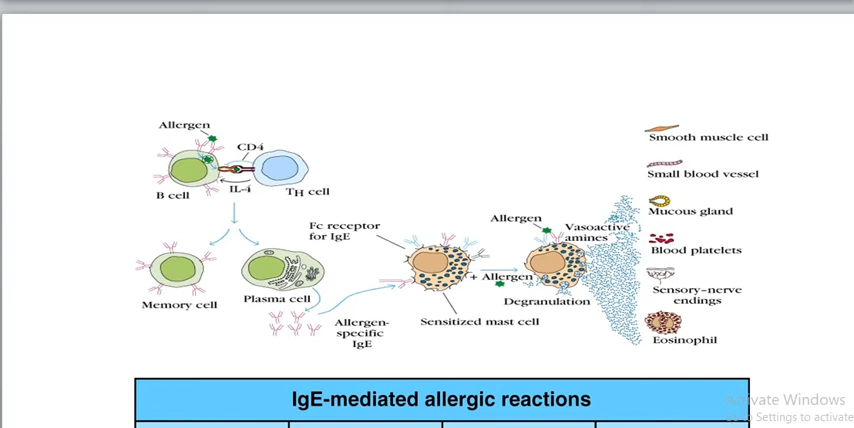 Allergen
CD4
IL-4
B cell
TH cell
Memory cell
Plasma cell
Allergen-
specific
IgE
Fc receptor
for IgE
Sensitized mast cell
+ Allergen
Allergen
Vasoactive
amines
Degranulation
Smooth muscle cell
Small blood vessel
Mucous gland
Blood platelets
Sensory-nerve
endings
Eosinophil
IgE-mediated allergic reactions
Activate Windows
Go to Settings to activate